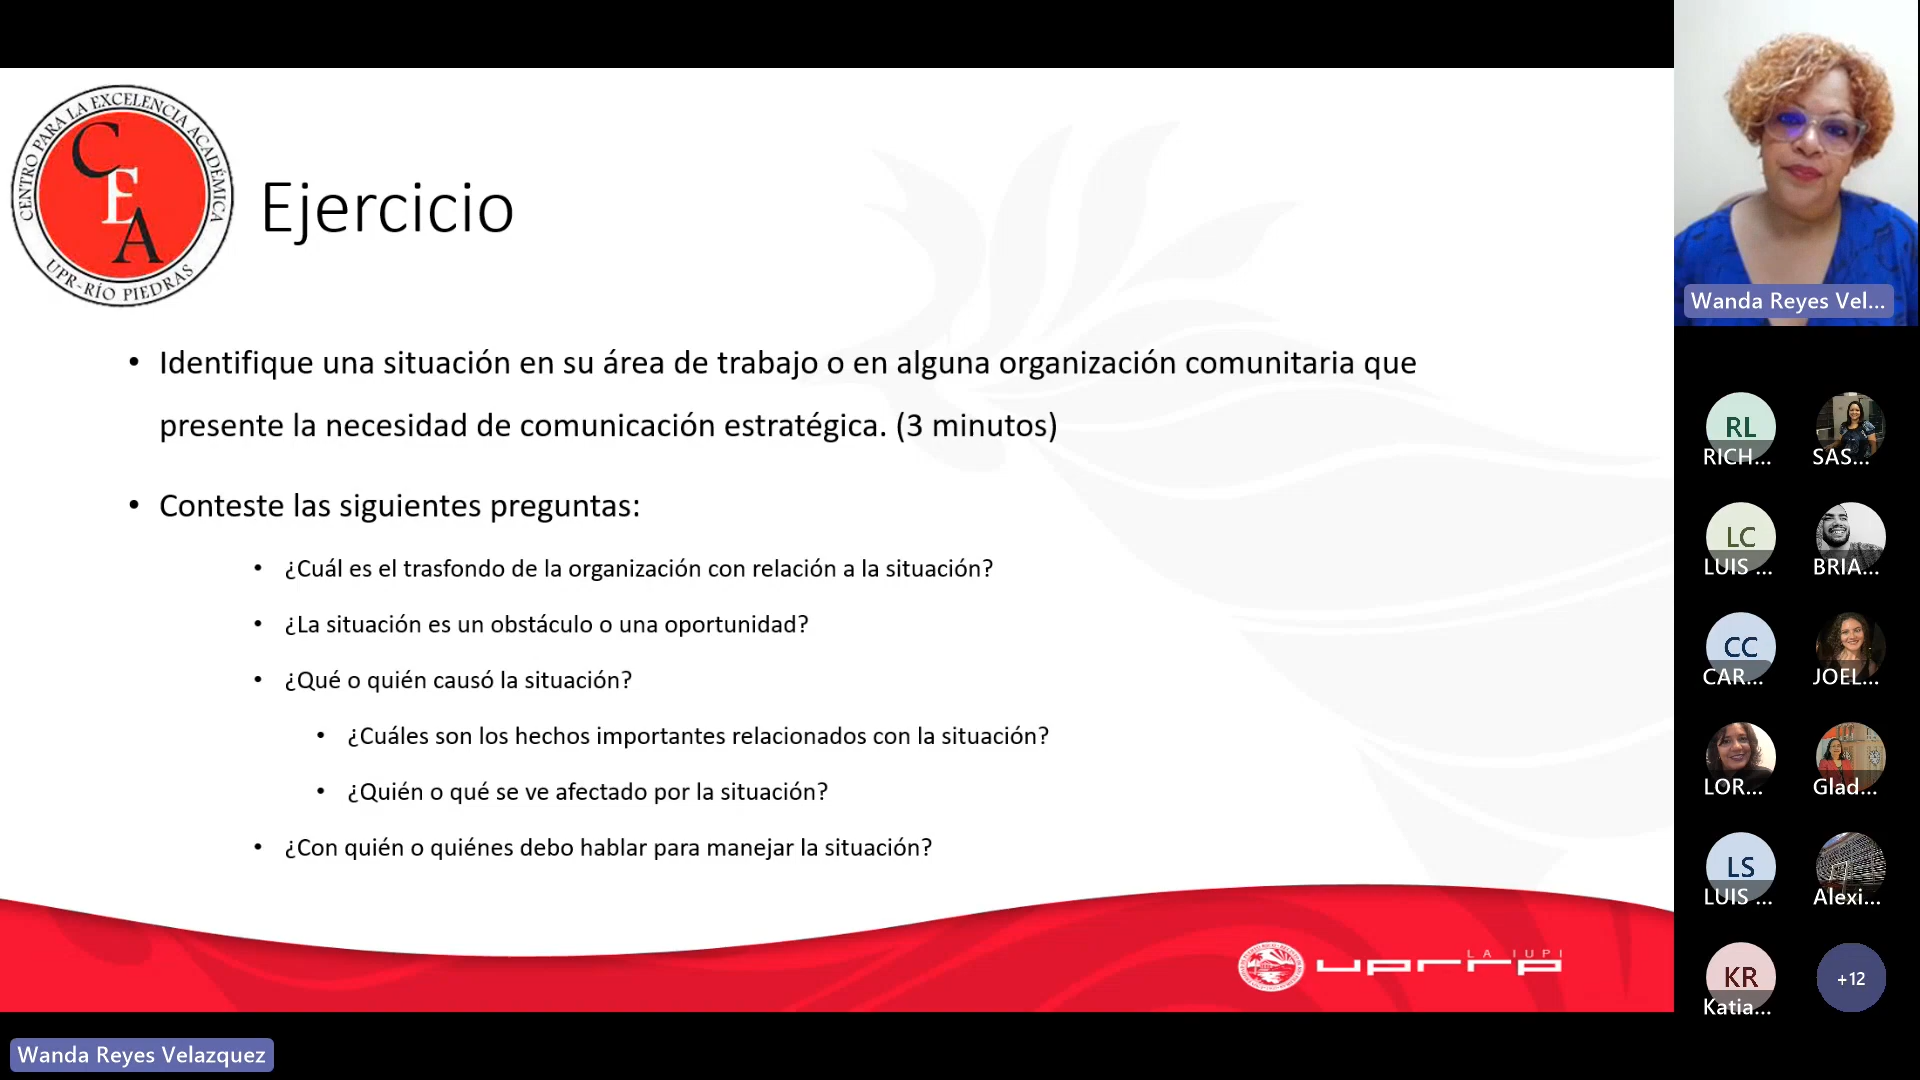 CENTRO PARA LA EXCELENCIA ACADÉMICA
CEA
UPR-RÍO PIEDRAS
Ejercicio
• Identifique una situación en su área de trabajo o en alguna organización comunitaria que
presente la necesidad de comunicación estratégica. (3 minutos)
• Conteste las siguientes preguntas:
• ¿Cuál es el trasfondo de la organización con relación a la situación?
• ¿La situación es un obstáculo o una oportunidad?
• ¿Qué o quién causó la situación?
• ¿Cuáles son los hechos importantes relacionados con la situación?
• ¿Quién o qué se ve afectado por la situación?
• ¿Con quién o quiénes debo hablar para manejar la situación?
LA IUPI
uprrp
Wanda Reyes Velazquez
Wanda Reyes Vel...
RL
RICH...
SAS...
LC
LUIS ...
BRIA...
CC
CAR...
JOEL...
LOR...
Glad...
LS
LUIS ...
Alexi...
KR
Katia...
+12